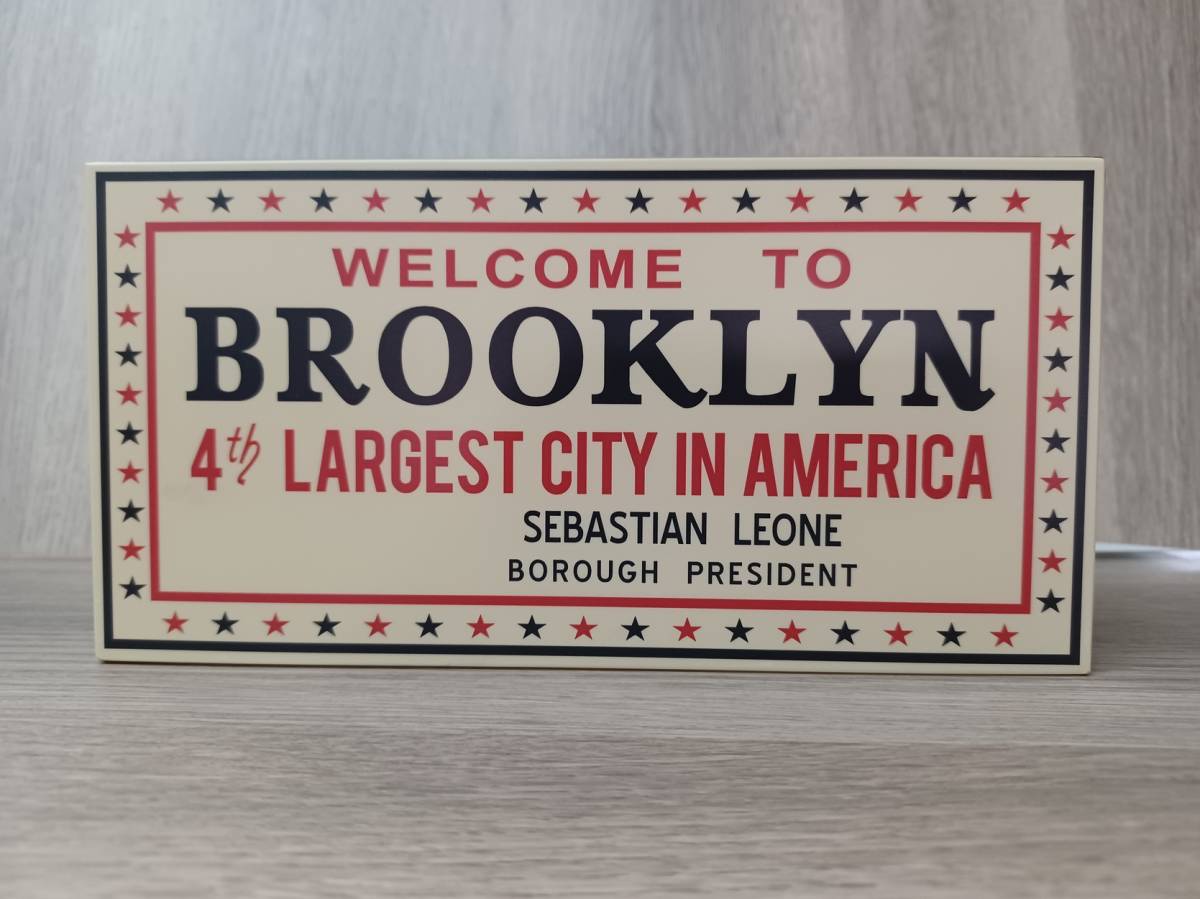 WELCOME TO
BROOKLYN
4th LARGEST CITY IN AMERICA
SEBASTIAN LEONE
BOROUGH PRESIDENT